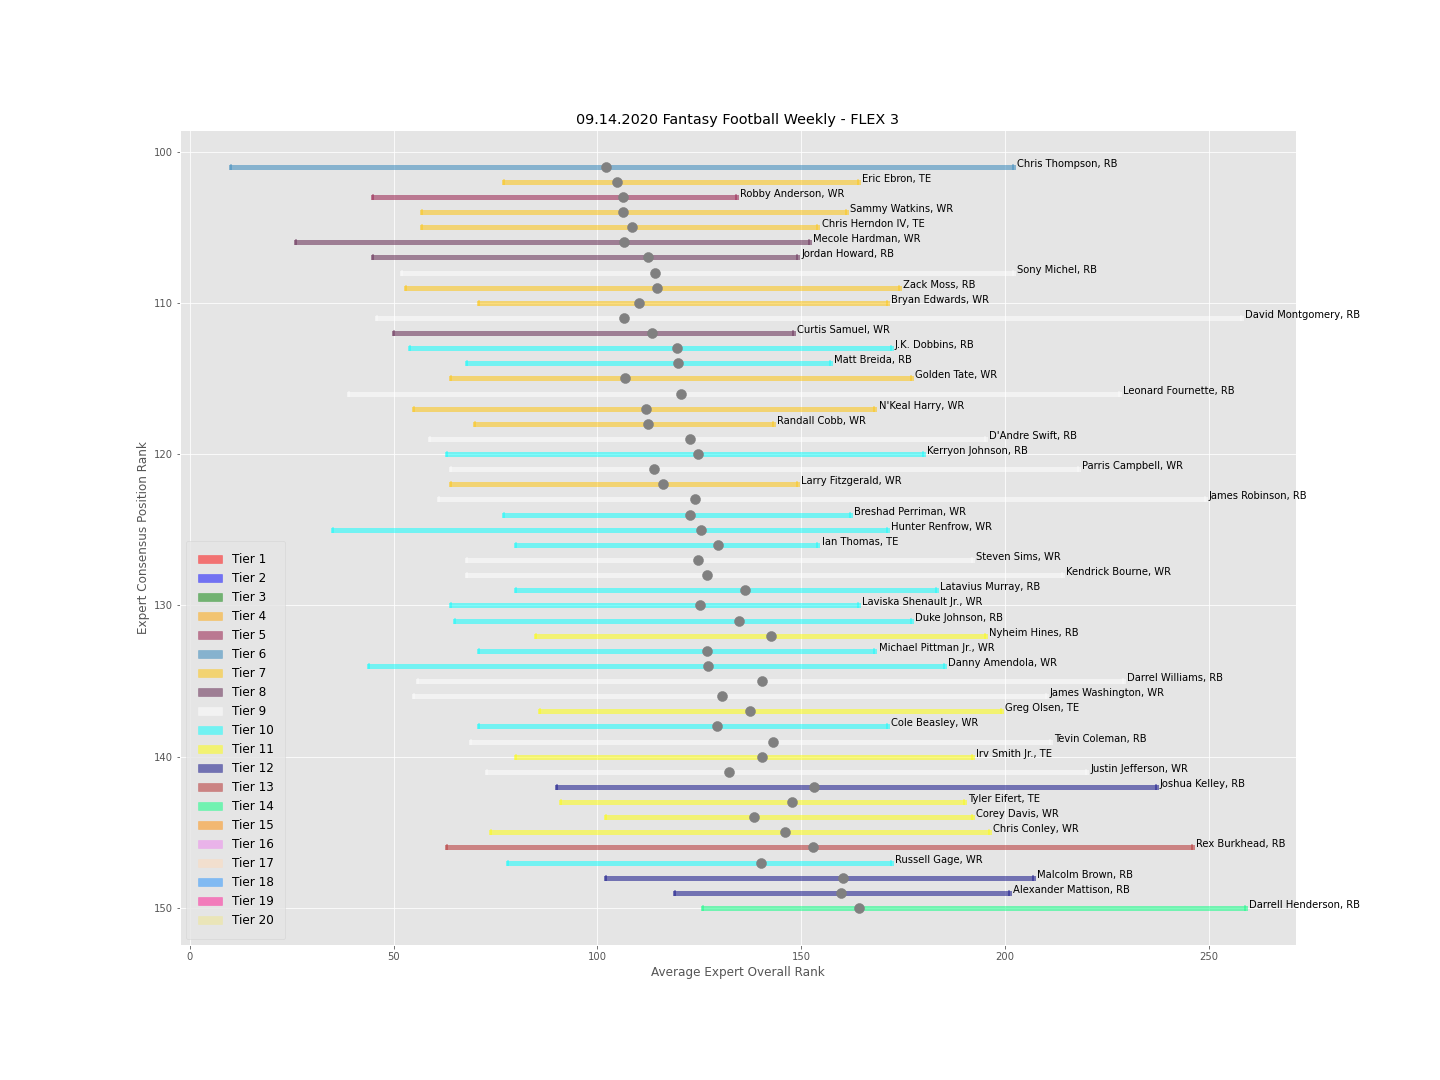 09.14.2020 Fantasy Football Weekly - FLEX 3
100
110
120
130
140
150
Expert Consensus Position Rank
Chris Thompson, RB
Eric Ebron, TE
Robby Anderson, WR
Sammy Watkins, WR
Chris Herndon IV, TE
Mecole Hardman, WR
Jordan Howard, RB
Sony Michel, RB
Zack Moss, RB
Bryan Edwards, WR
David Montgomery, RB
Curtis Samuel, WR
J.K. Dobbins, RB
Matt Breida, RB
Golden Tate, WR
Leonard Fournette, RB
N'Keal Harry, WR
Randall Cobb, WR
D'Andre Swift, RB
Kerryon Johnson, RB
Parris Campbell, WR
Larry Fitzgerald, WR
James Robinson, RB
Breshad Perriman, WR
Hunter Renfrow, WR
Ian Thomas, TE
Steven Sims, WR
Kendrick Bourne, WR
Latavius Murray, RB
Laviska Shenault Jr., WR
Duke Johnson, RB
Nyheim Hines, RB
Michael Pittman Jr., WR
Danny Amendola, WR
Darrel Williams, RB
James Washington, WR
Greg Olsen, TE
Cole Beasley, WR
Tevin Coleman, RB
Irv Smith Jr., TE
Justin Jefferson, WR
Joshua Kelley, RB
Tyler Eifert, TE
Corey Davis, WR
Chris Conley, WR
Rex Burkhead, RB
Russell Gage, WR
Malcolm Brown, RB
Alexander Mattison, RB
Darrell Henderson, RB
Tier 1
Tier 2
Tier 3
Tier 4
Tier 5
Tier 6
Tier 7
Tier 8
Tier 9
Tier 10
Tier 11
Tier 12
Tier 13
Tier 14
Tier 15
Tier 16
Tier 17
Tier 18
Tier 19
Tier 20
0 50 100 150 200 250
Average Expert Overall Rank